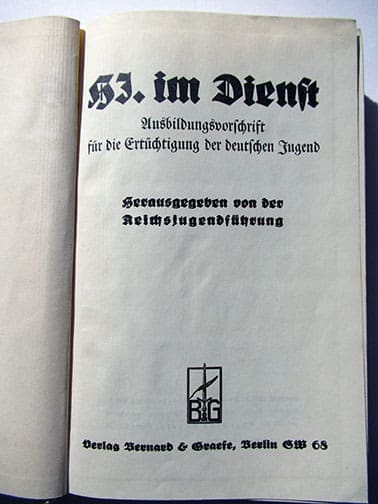 HJ. im Dienst
Ausbildungsvorschrift
für die Ertüchtigung der deutschen Jugend
Herausgegeben von der
Reichsjugendführung
B G
Verlag Bernard & Graefe, Berlin SW 68